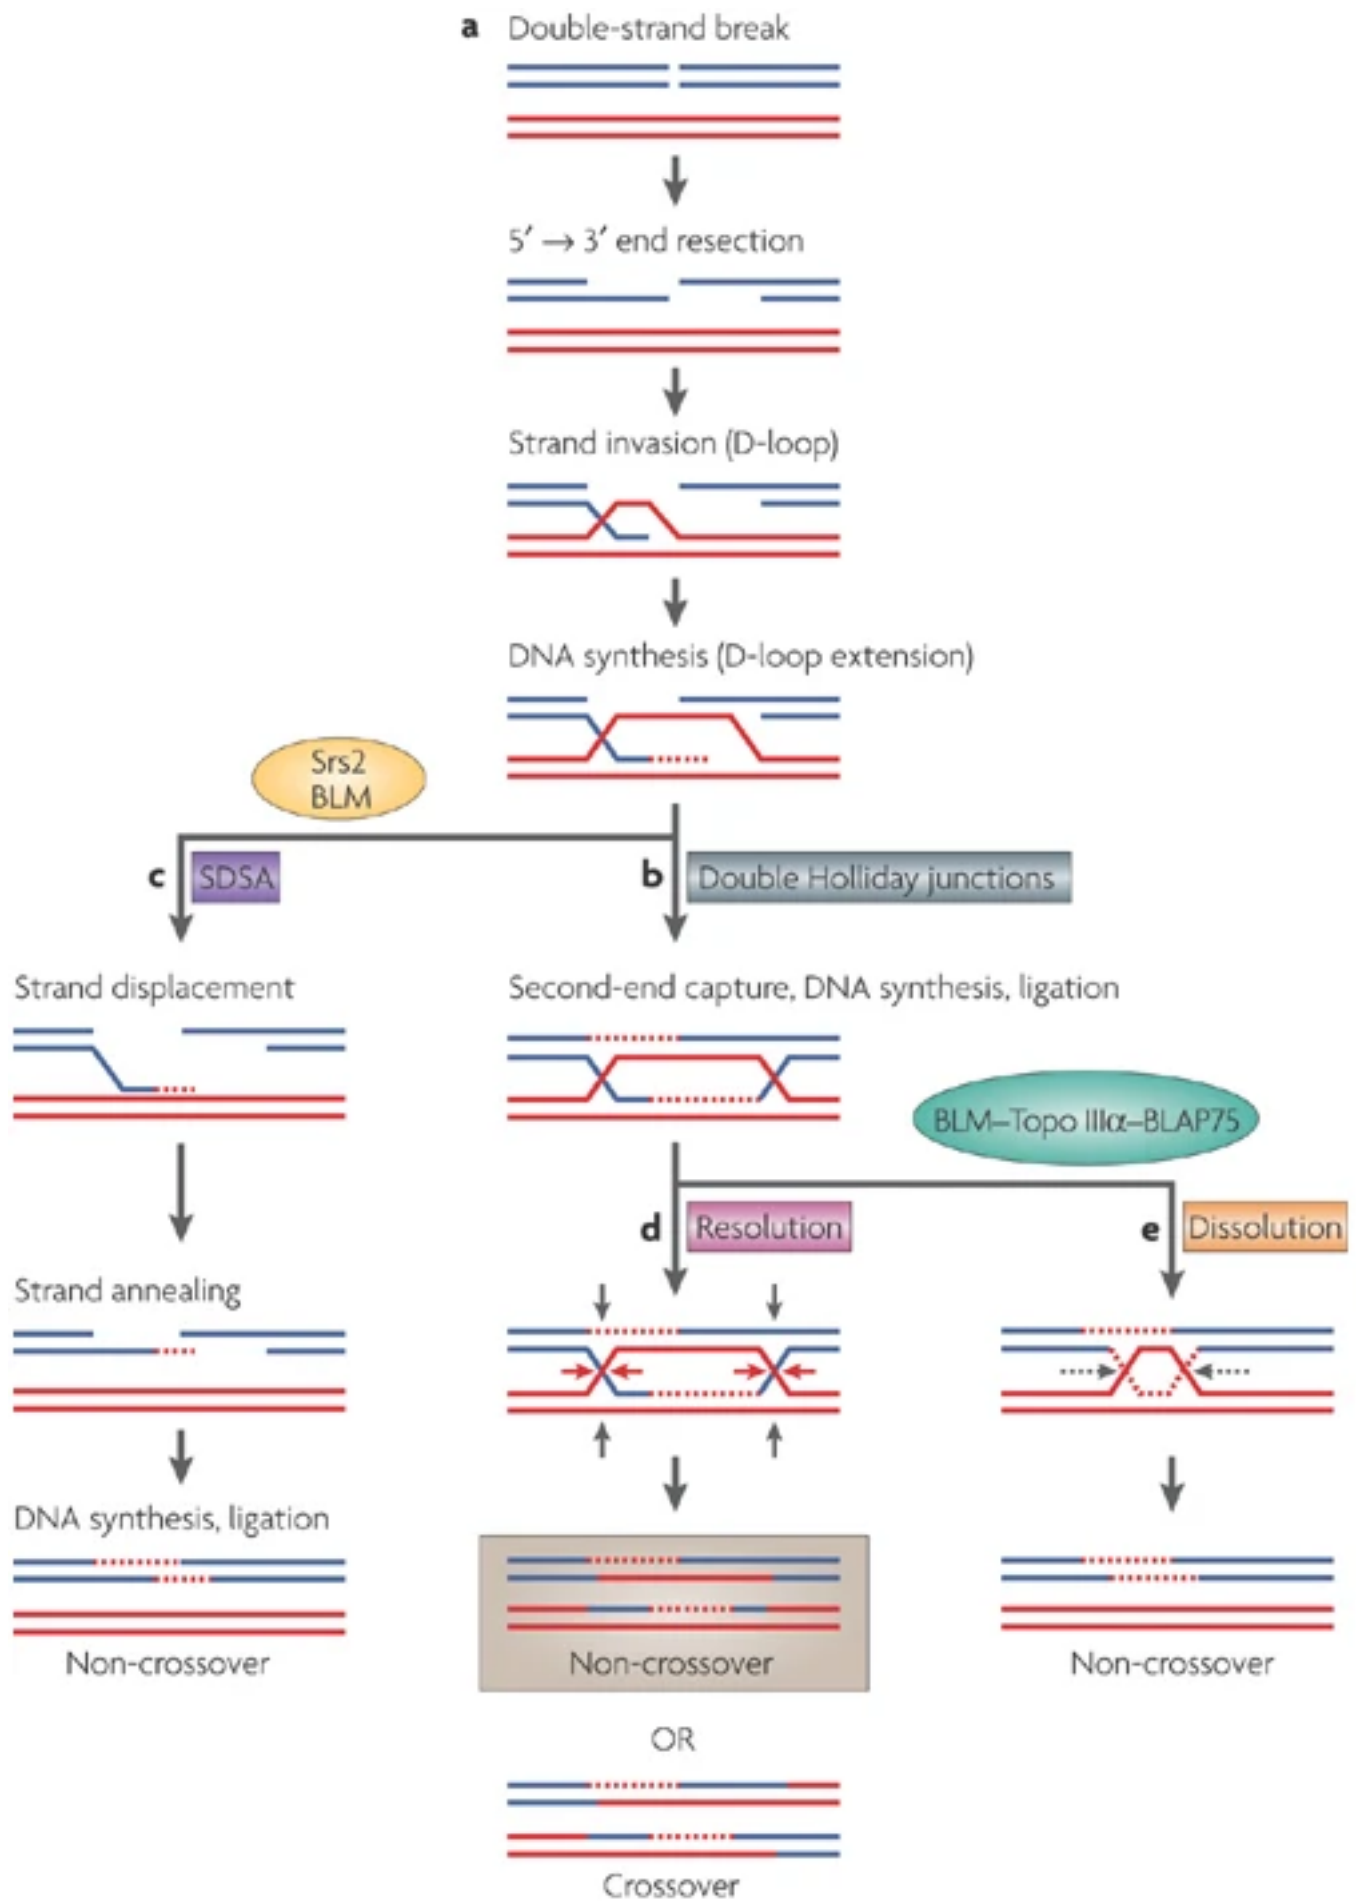 a Double-strand break
5′ → 3′ end resection
Strand invasion (D-loop)
DNA synthesis (D-loop extension)
Srs2
BLM
c SDSA
b Double Holliday junctions
Strand displacement
Second-end capture, DNA synthesis, ligation
BLM–Topo IIIα–BLAP75
d Resolution
e Dissolution
Strand annealing
DNA synthesis, ligation
Non-crossover
Non-crossover
Non-crossover
OR
Crossover